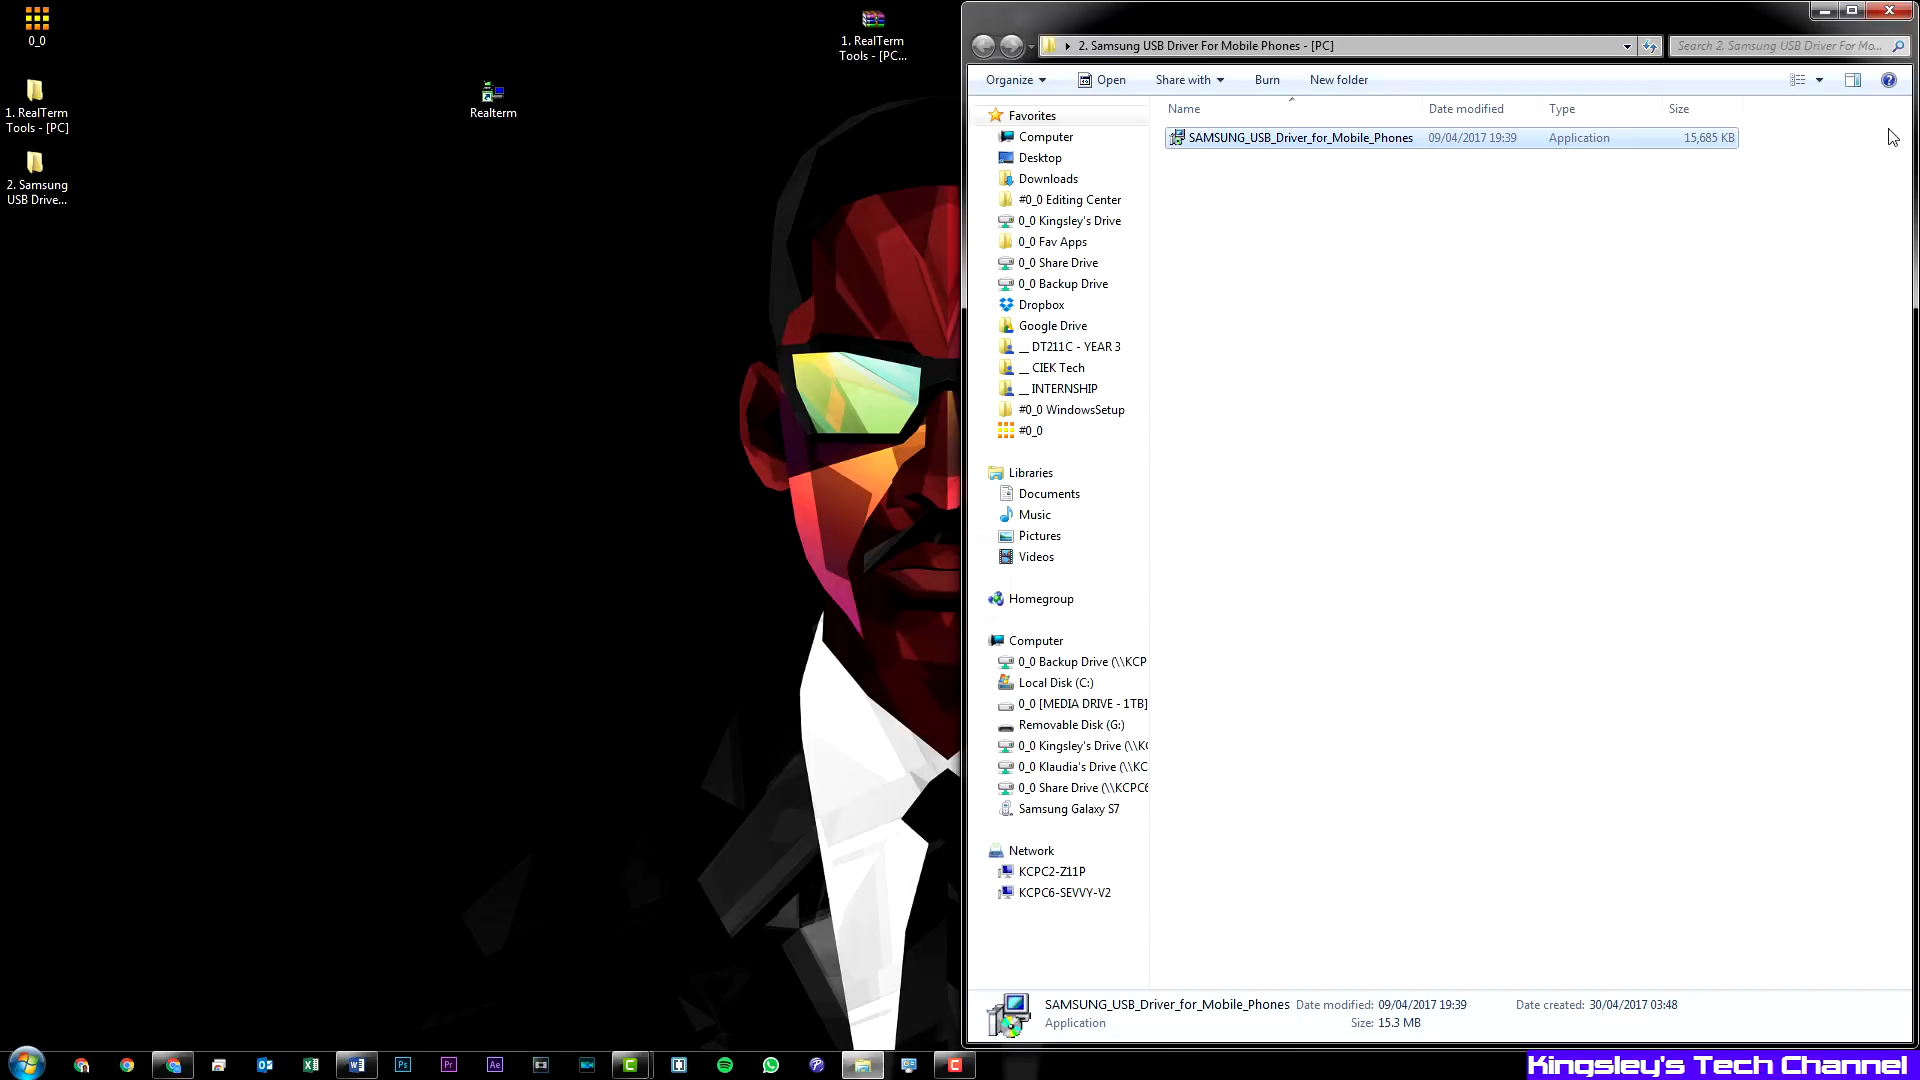 0_0
1. RealTerm
Tools - [PC]
2. Samsung
USB Drive...
Realterm
1. RealTerm
Tools - [PC...
2. Samsung USB Driver For Mobile Phones - [PC]
Search 2. Samsung USB Driver For Mo...
Organize
Open
Share with
Burn
New folder
Name
Date modified
Type
Size
SAMSUNG_USB_Driver_for_Mobile_Phones
09/04/2017 19:39
Application
15,685 KB
Favorites
Computer
Desktop
Downloads
#0_0 Editing Center
0_0 Kingsley's Drive
0_0 Fav Apps
0_0 Share Drive
0_0 Backup Drive
Dropbox
Google Drive
__ DT211C - YEAR 3
__ CIEK Tech
__ INTERNSHIP
#0_0 WindowsSetup
#0_0
Libraries
Documents
Music
Pictures
Videos
Homegroup
Computer
0_0 Backup Drive (\\KCP
Local Disk (C:)
0_0 [MEDIA DRIVE - 1TB]
Removable Disk (G:)
0_0 Kingsley's Drive (\\KC
0_0 Klaudia's Drive (\\KC
0_0 Share Drive (\\KCPC6
Samsung Galaxy S7
Network
KCPC2-Z11P
KCPC6-SEVVY-V2
SAMSUNG_USB_Driver_for_Mobile_Phones
Date modified: 09/04/2017 19:39
Date created: 30/04/2017 03:48
Application
Size: 15.3 MB
Ps
Pr
Ae
Kingsley's Tech Channel